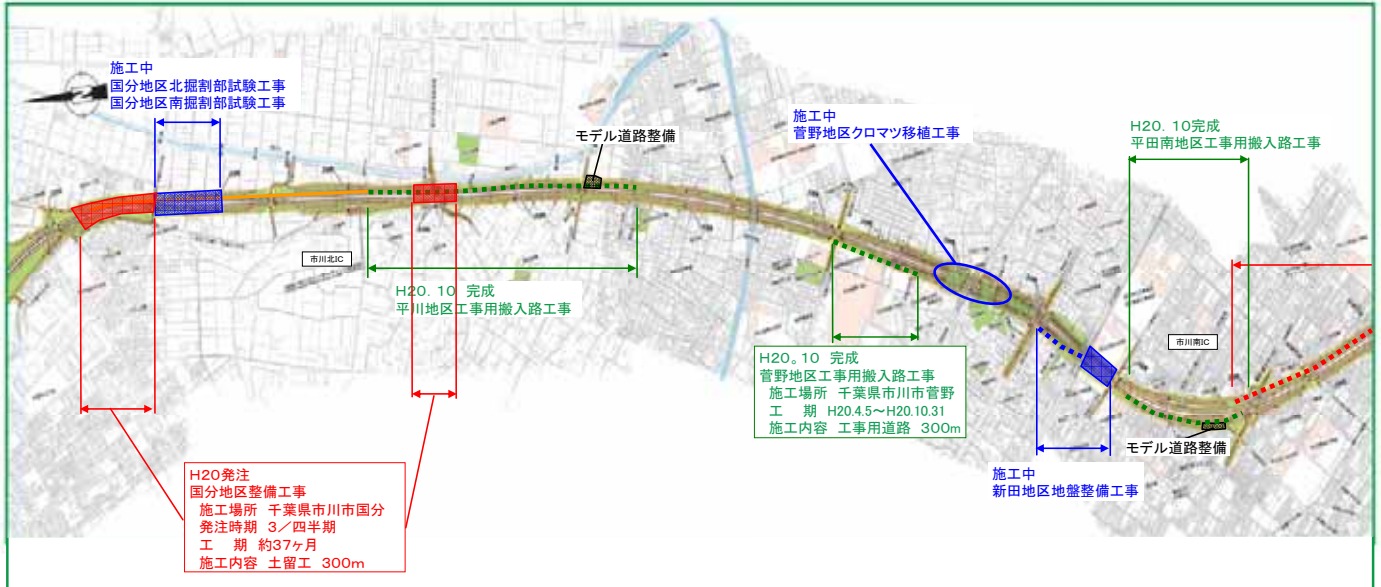 施工中
国分地区北掘割部試験工事
国分地区南掘割部試験工事
モデル道路整備
施工中
菅野地区クロマツ移植工事
H20.10完成
平田南地区工事用搬入路工事
市川北IC
H20.10 完成
平川地区工事用搬入路工事
市川南IC
H20。10 完成
菅野地区工事用搬入路工事
施工場所 千葉県市川市菅野
工 期 H20.4.5~H20.10.31
施工内容 工事用道路 300m
モデル道路整備
施工中
新田地区地盤整備工事
H20発注
国分地区整備工事
施工場所 千葉県市川市国分
発注時期 3/四半期
工 期 約37ヶ月
施工内容 土留工 300m